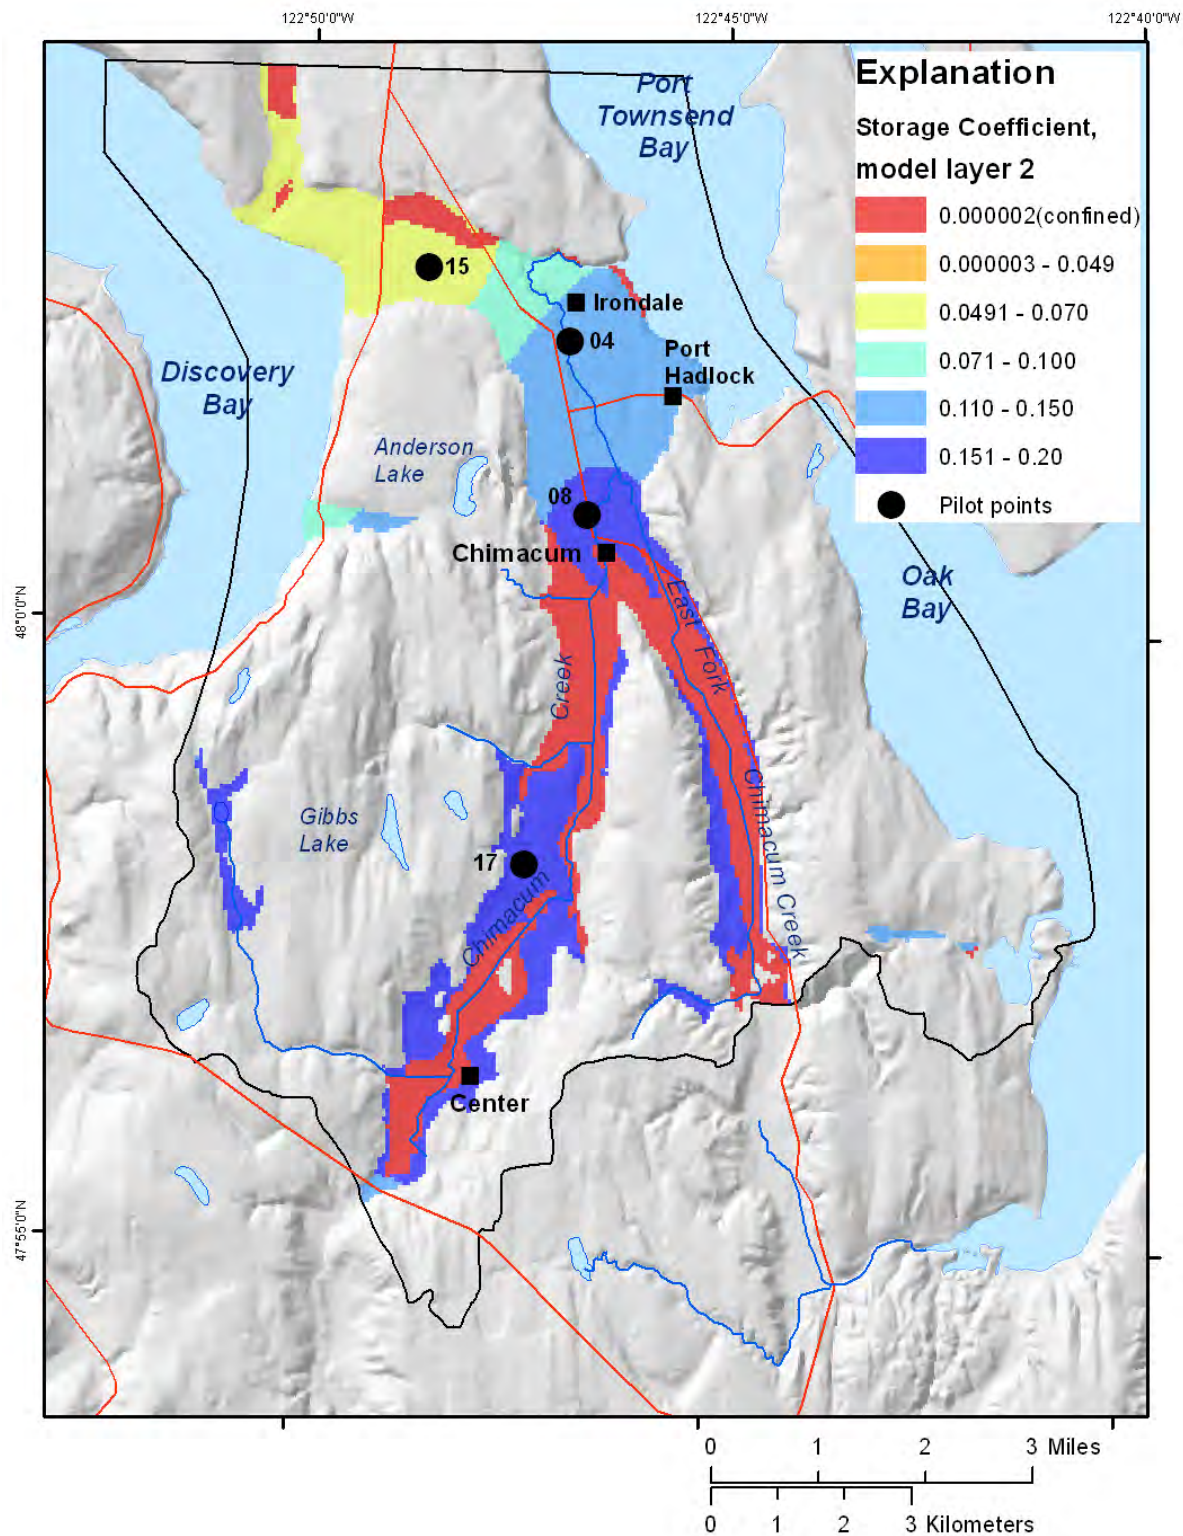 122°50'0"W
122°45'0"W
122°40'0"W
Explanation
Storage Coefficient,
model layer 2
0.000002(confined)
0.000003 - 0.049
0.0491 - 0.070
0.071 - 0.100
0.110 - 0.150
0.151 - 0.20
Pilot points
Port
Townsend
Bay
15
Irondale
04
Port
Hadlock
Discovery
Bay
Anderson
Lake
08
Chimacum
Oak
Bay
48°0'0"N
East Fork
Creek
Chimacum Creek
Gibbs
Lake
17
Chimacum
Center
47°55'0"N
0 1 2 3 Miles
0 1 2 3 Kilometers